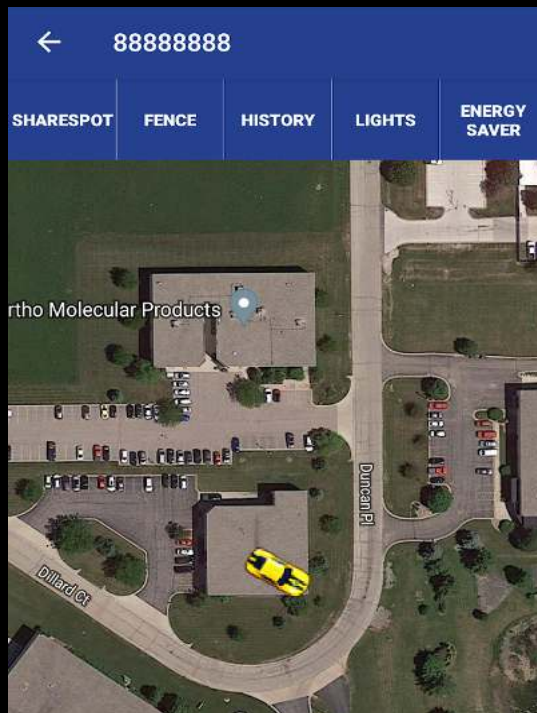 88888888
SHARESPOT
FENCE
HISTORY
LIGHTS
ENERGY
SAVER
rtho Molecular Products
Duncan Pl
Dillard Ct